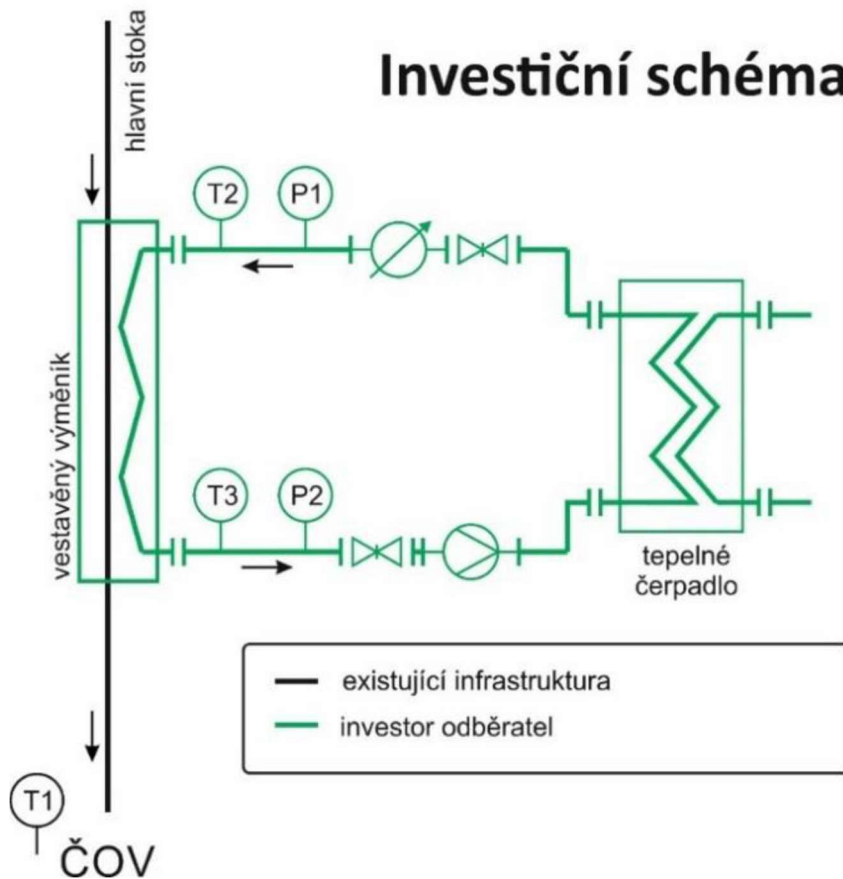 Investiční schéma
hlavní stoka
T2
P1
vestavěný výměník
T3
P2
tepelné
čerpadlo
existující infrastruktura
investor odběratel
T1
ČOV